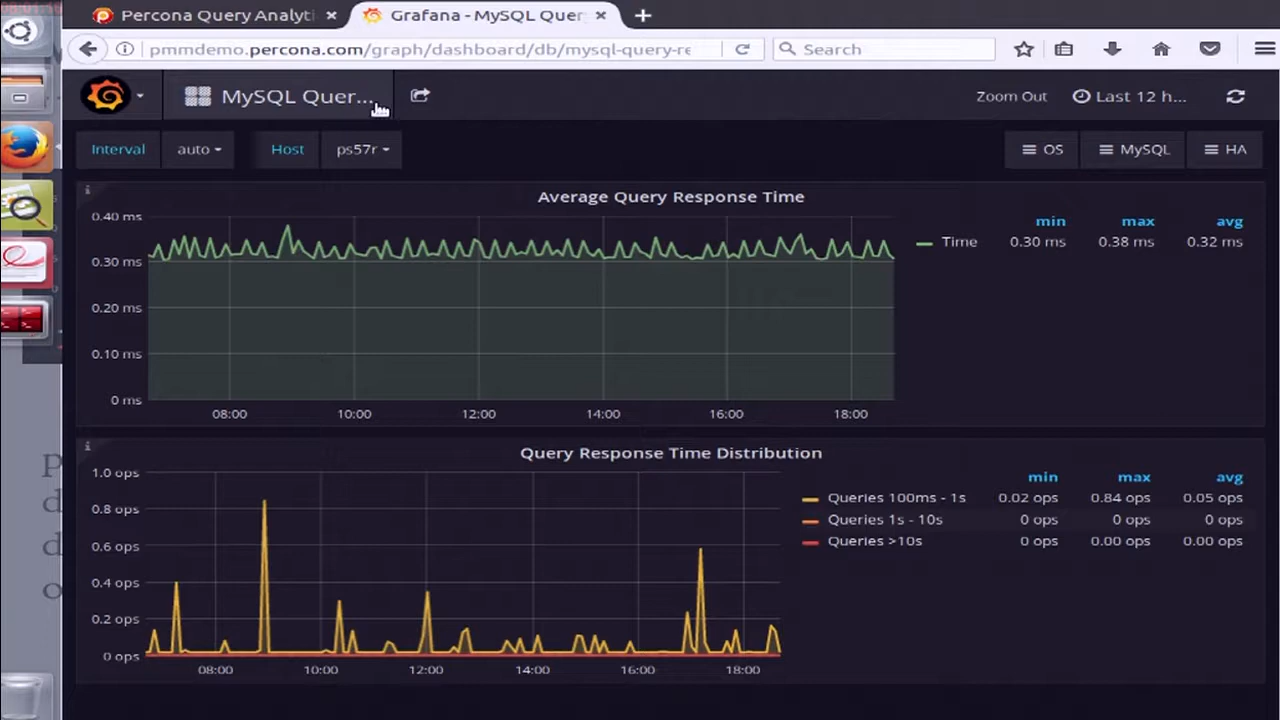 Percona Query Analyti
Grafana - MySQL Quer
pmmdemo.percona.com/graph/dashboard/db/mysql-query-re
Search
MySQL Quer...
Zoom Out
Last 12 h...
Interval
auto
Host
ps57r
OS
MySQL
HA
Average Query Response Time
0.40 ms
0.30 ms
0.20 ms
0.10 ms
0 ms
08:00 10:00 12:00 14:00 16:00 18:00
min max avg
Time 0.30 ms 0.38 ms 0.32 ms
Query Response Time Distribution
1.0 ops
0.8 ops
0.6 ops
0.4 ops
0.2 ops
0 ops
08:00 10:00 12:00 14:00 16:00 18:00
min max avg
Queries 100ms - 1s 0.02 ops 0.84 ops 0.05 ops
Queries 1s - 10s 0 ops 0 ops 0 ops
Queries >10s 0 ops 0.00 ops 0.00 ops